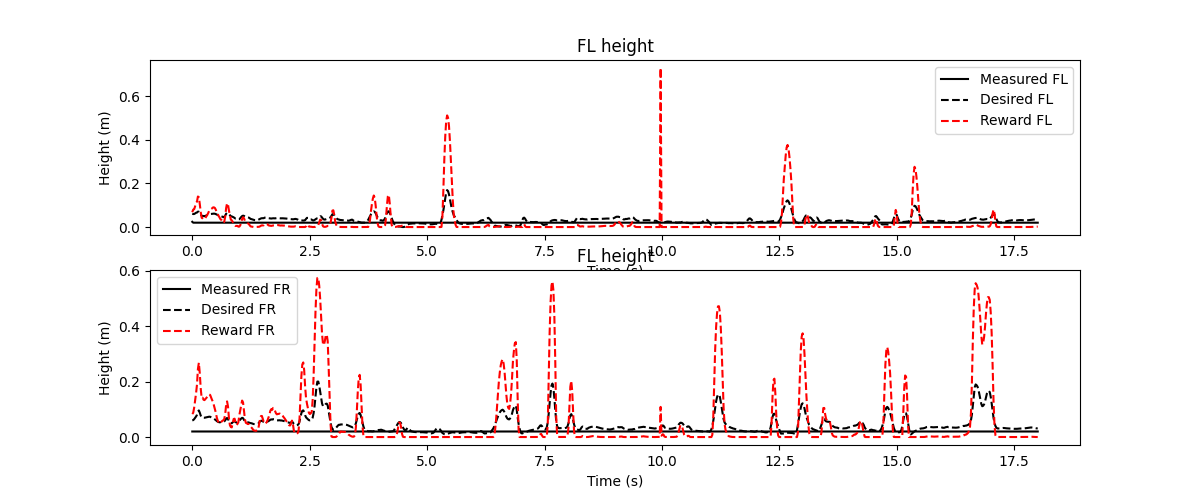 FL height
Height (m)
0.6
0.4
0.2
0.0
Measured FL
Desired FL
Reward FL
0.0 2.5 5.0 7.5 10.0 12.5 15.0 17.5
Time (s)
FL height
Height (m)
0.6
0.4
0.2
0.0
Measured FR
Desired FR
Reward FR
0.0 2.5 5.0 7.5 10.0 12.5 15.0 17.5
Time (s)